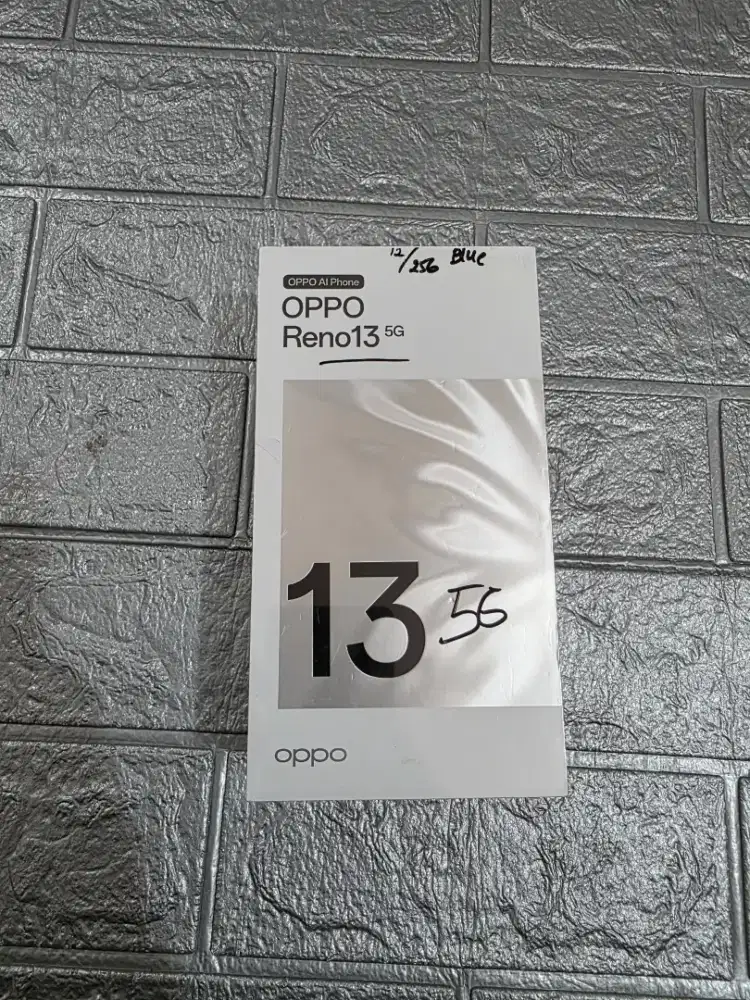 12/256 Blue
OPPO AI Phone
OPPO
Reno13 5G
13 5G
oppo